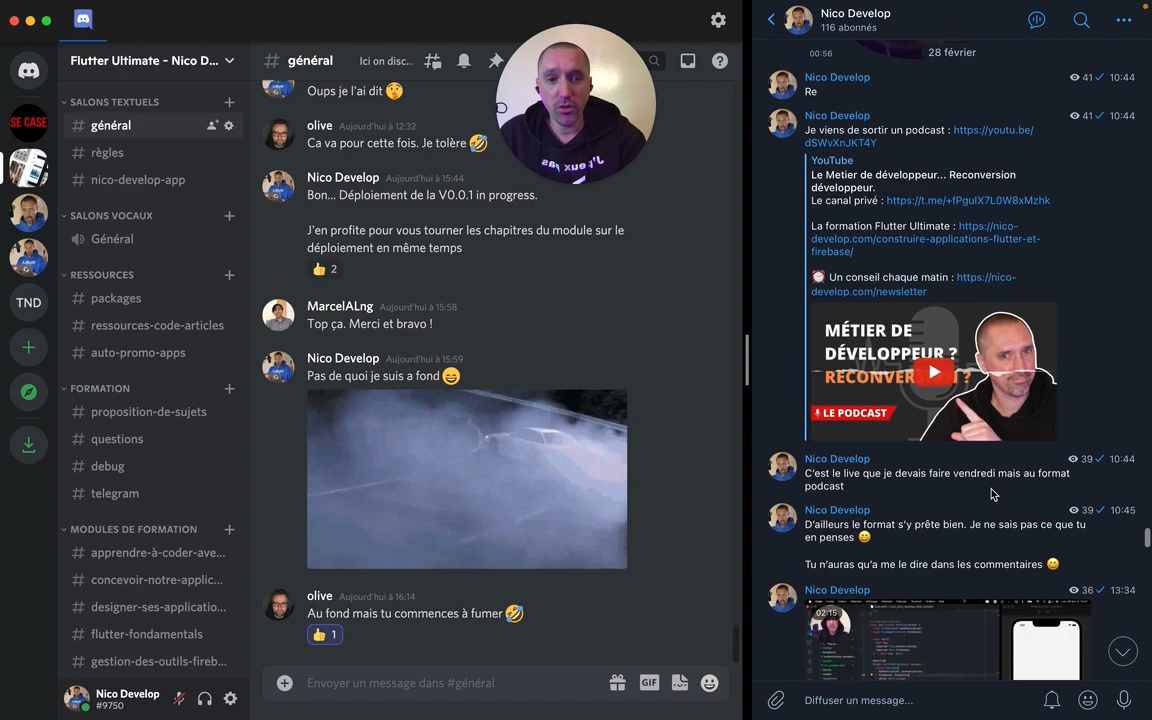 Flutter Ultimate – Nico D...
SALONS TEXTUELS
# général
# règles
# nico-develop-app
SALONS VOCAUX
Général
RESSOURCES
# packages
# ressources-code-articles
# auto-promo-apps
FORMATION
# proposition-de-sujets
# questions
# debug
# telegram
MODULES DE FORMATION
# apprendre-à-coder-ave...
# concevoir-notre-applic...
# designer-ses-applicatio...
# flutter-fondamentals
# gestion-des-outils-fireb...
Nico Develop
#9750
SE CASE
TND
# général
Ici on disc...
Oups je l'ai dit 🤫
olive Aujourd'hui à 12:32
Ca va pour cette fois. Je tolère 🤣
Nico Develop Aujourd'hui à 15:44
Bon... Déploiement de la V0.0.1 in progress.
J'en profite pour vous tourner les chapitres du module sur le
déploiement en même temps
👍 2
MarcelALng Aujourd'hui à 15:58
Top ça. Merci et bravo !
Nico Develop Aujourd'hui à 15:59
Pas de quoi je suis a fond 😄
olive Aujourd'hui à 16:14
Au fond mais tu commences à fumer 🤣
👍 1
Envoyer un message dans #général
GIF
Nico Develop
116 abonnés
00:56
28 février
Nico Develop 41 10:44
Re
Nico Develop 41 10:44
Je viens de sortir un podcast : https://youtu.be/
dSWvXnJKT4Y
YouTube
Le Metier de développeur... Reconversion
développeur.
Le canal privé : https://t.me/+fPguIX7L0W8xMzhk
La formation Flutter Ultimate : https://nico-
develop.com/construire-applications-flutter-et-
firebase/
⏰ Un conseil chaque matin : https://nico-
develop.com/newsletter
MÉTIER DE
DÉVELOPPEUR ?
RECONVERSION ?
LE PODCAST
Nico Develop 39 10:44
C'est le live que je devais faire vendredi mais au format
podcast
Nico Develop 39 10:45
D'ailleurs le format s'y prête bien. Je ne sais pas ce que tu
en penses 😄
Tu n'auras qu'a me le dire dans les commentaires 😄
Nico Develop 36 13:34
02:15
Diffuser un message...